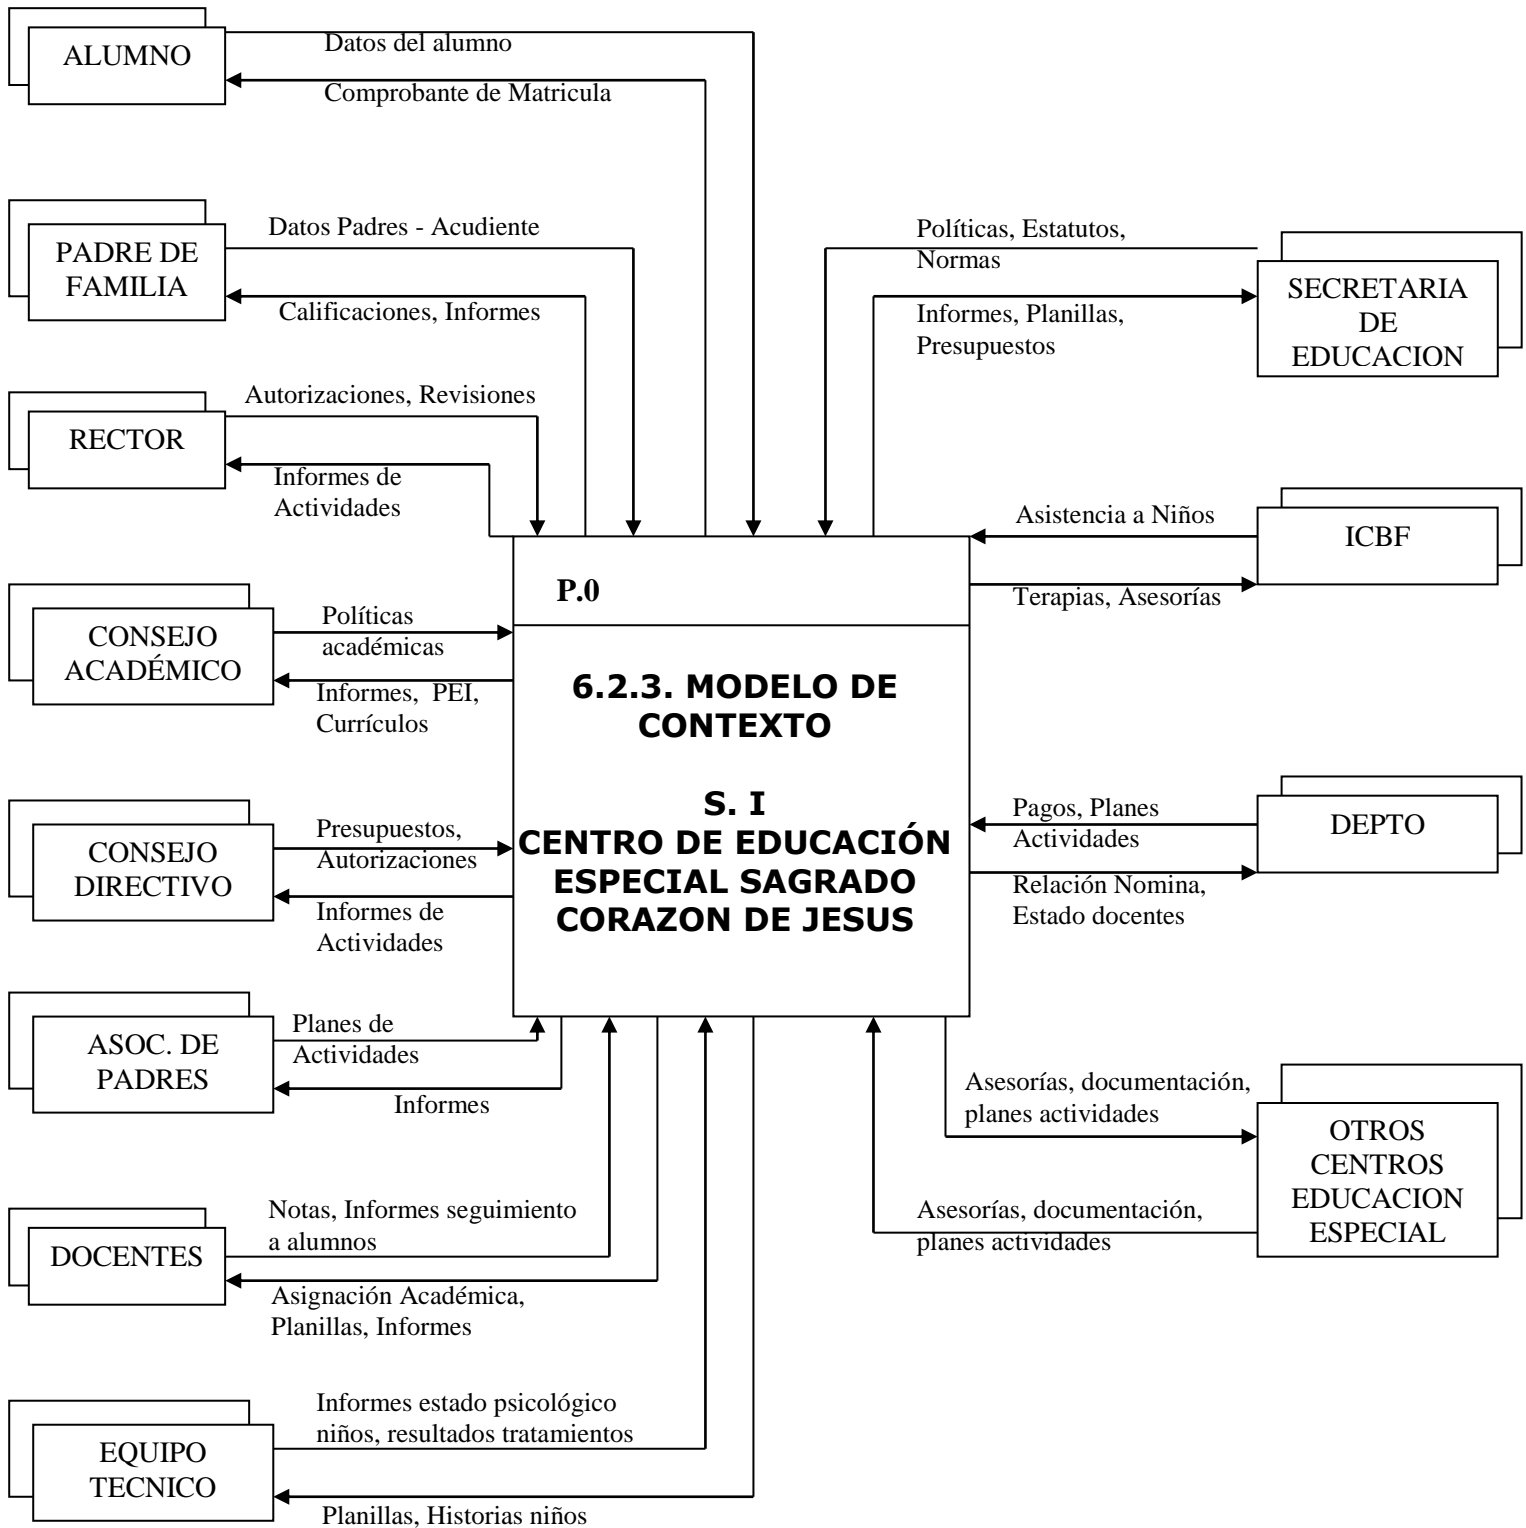 ALUMNO
Datos del alumno
Comprobante de Matricula
PADRE DE
FAMILIA
Datos Padres - Acudiente
Calificaciones, Informes
RECTOR
Autorizaciones, Revisiones
Informes de
Actividades
CONSEJO
ACADÉMICO
Políticas
académicas
Informes, PEI,
Currículos
CONSEJO
DIRECTIVO
Presupuestos,
Autorizaciones
Informes de
Actividades
ASOC. DE
PADRES
Planes de
Actividades
Informes
DOCENTES
Notas, Informes seguimiento
a alumnos
Asignación Académica,
Planillas, Informes
EQUIPO
TECNICO
Informes estado psicológico
niños, resultados tratamientos
Planillas, Historias niños
P.0
6.2.3. MODELO DE
CONTEXTO
S. I
CENTRO DE EDUCACIÓN
ESPECIAL SAGRADO
CORAZON DE JESUS
Políticas, Estatutos,
Normas
Informes, Planillas,
Presupuestos
SECRETARIA
DE
EDUCACION
Asistencia a Niños
Terapias, Asesorías
ICBF
Pagos, Planes
Actividades
Relación Nomina,
Estado docentes
DEPTO
Asesorías, documentación,
planes actividades
Asesorías, documentación,
planes actividades
OTROS
CENTROS
EDUCACION
ESPECIAL